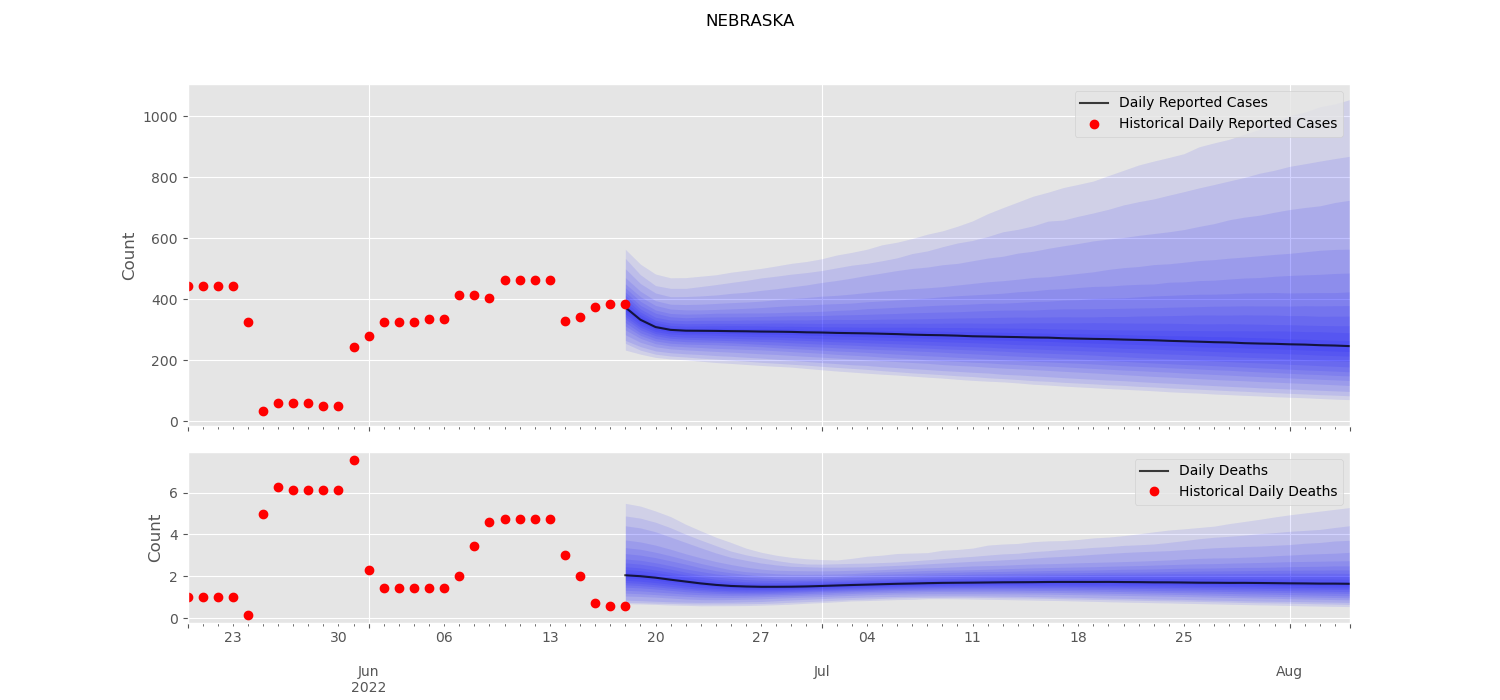 NEBRASKA
Daily Reported Cases
Historical Daily Reported Cases
1000
800
600
400
200
0
Count
Daily Deaths
Historical Daily Deaths
6
4
2
0
Count
23 30 06 13 20 27 04 11 18 25
Jun Jul Aug
2022